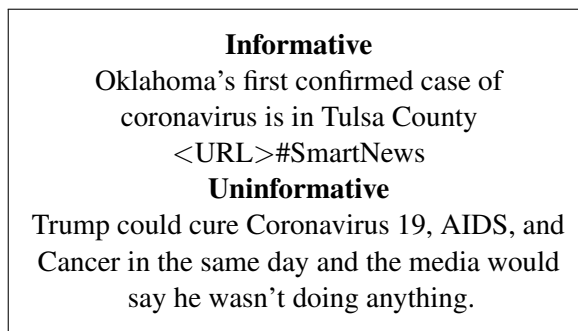 Informative
Oklahoma's first confirmed case of
coronavirus is in Tulsa County
<URL>#SmartNews
Uninformative
Trump could cure Coronavirus 19, AIDS, and
Cancer in the same day and the media would
say he wasn't doing anything.